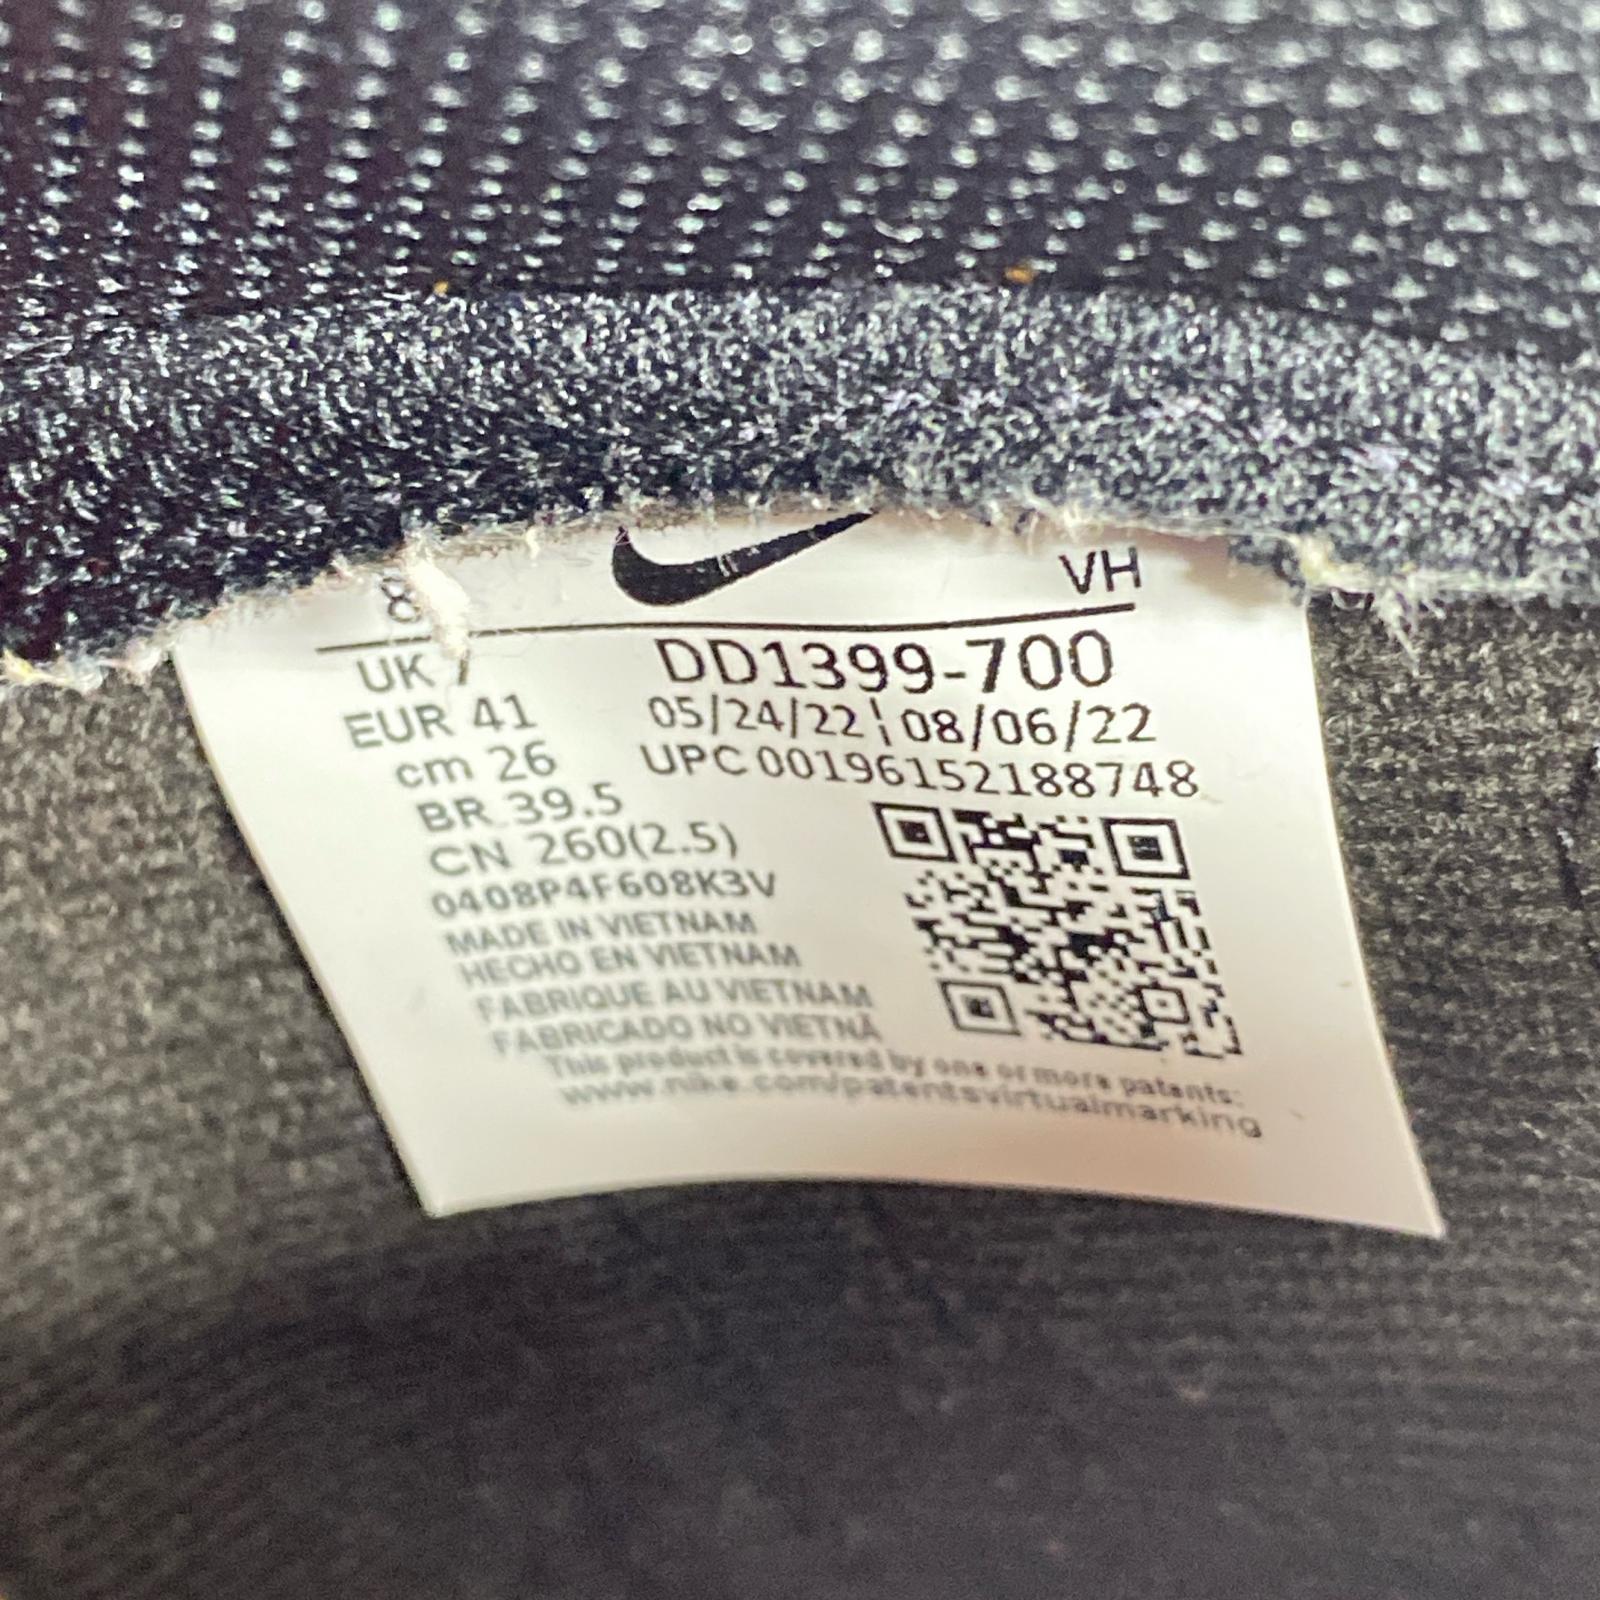 8
VH
UK 7
EUR 41
cm 26
BR 39.5
CN 260(2.5)
0408P4F608K3V
MADE IN VIETNAM
HECHO EN VIETNAM
FABRIQUE AU VIETNAM
FABRICADO NO VIETNÃ
DD1399-700
05/24/22 ¦ 08/06/22
UPC 00196152188748
This product is covered by one or more patents:
www.nike.com/patentsvirtualmarking